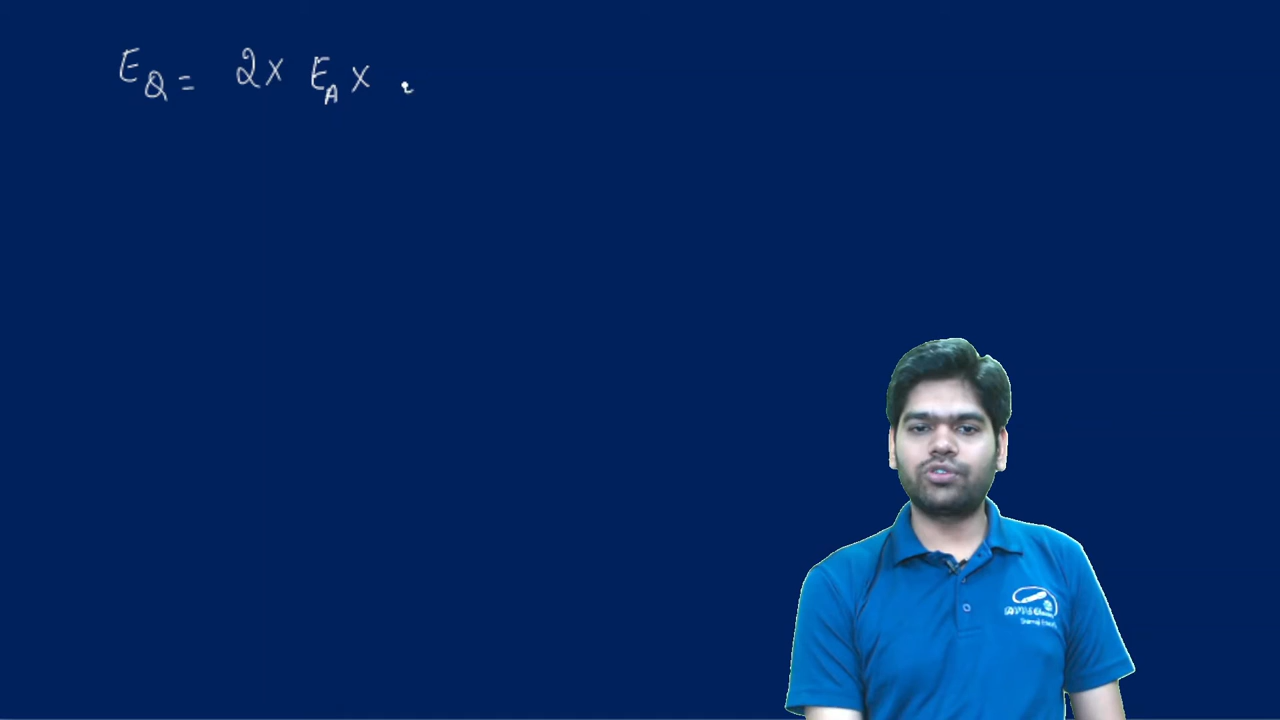 E_Q = 2 × E_A ×